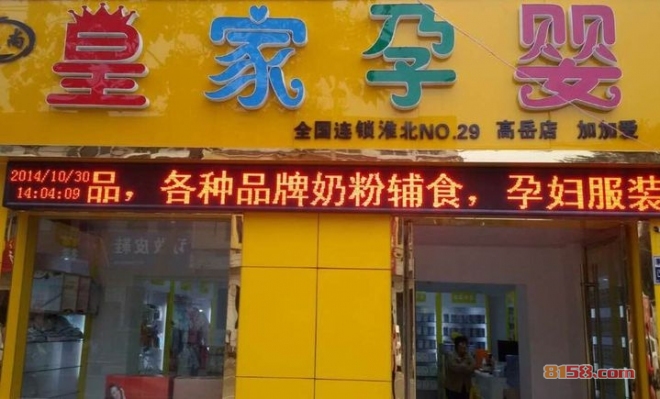 尚
皇家孕婴
全国连锁淮北NO.29 高岳店 加加爱
2014/10/30
14:04:09
品，各种品牌奶粉辅食，孕妇服装
8158.com